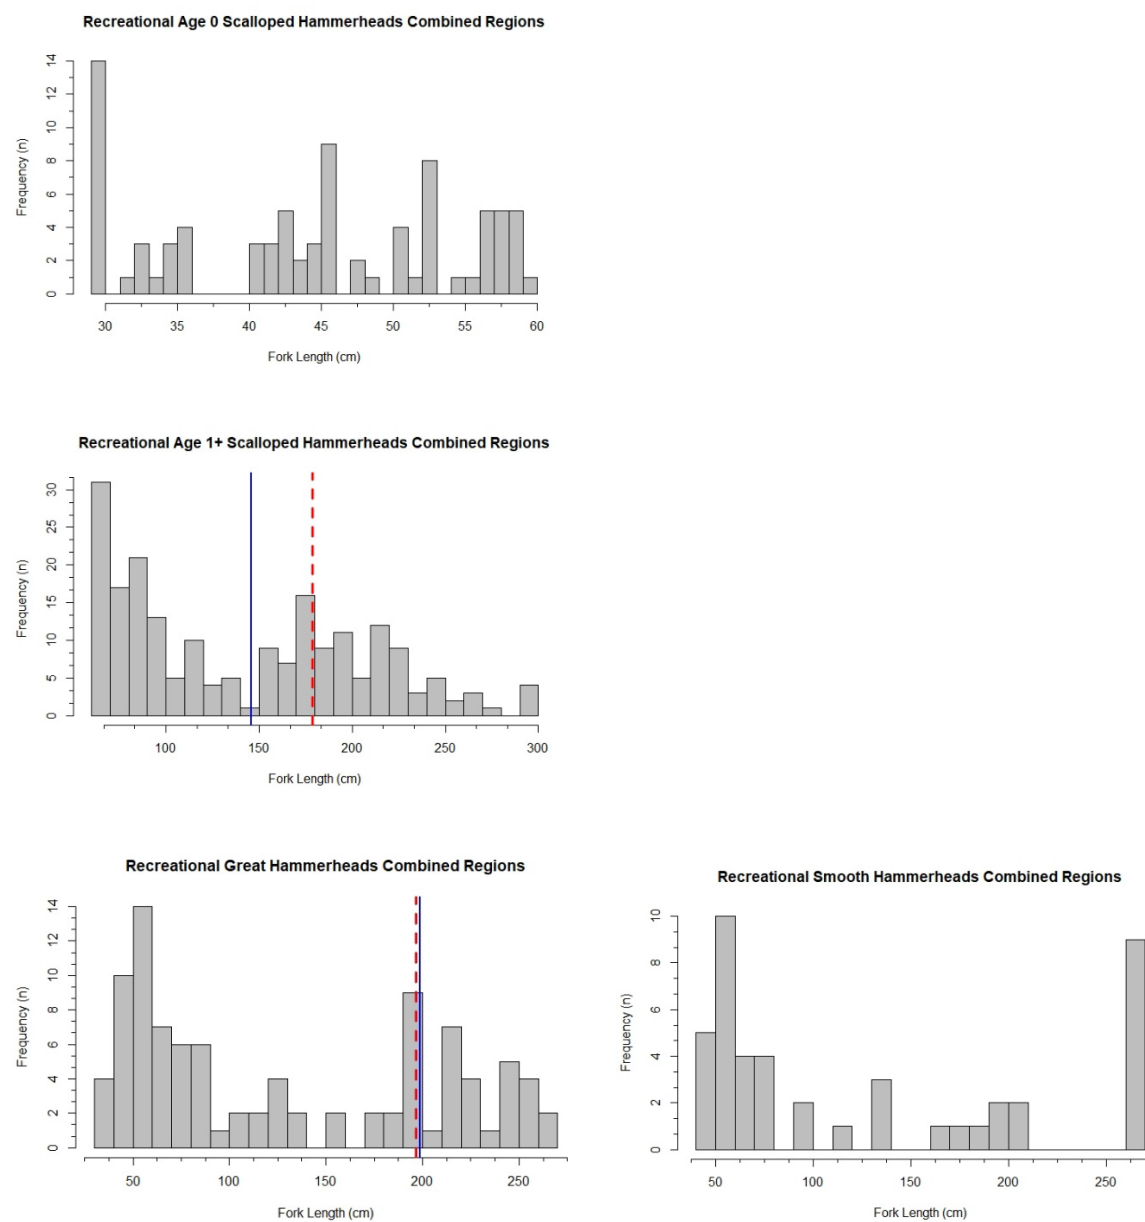 Recreational Age 0 Scalloped Hammerheads Combined Regions
14
12
10
8
6
4
2
0
Frequency (n)
30 35 40 45 50 55 60
Fork Length (cm)
Recreational Age 1+ Scalloped Hammerheads Combined Regions
30
25
20
15
10
5
0
Frequency (n)
100 150 200 250 300
Fork Length (cm)
Recreational Great Hammerheads Combined Regions
14
12
10
8
6
4
2
0
Frequency (n)
50 100 150 200 250
Fork Length (cm)
Recreational Smooth Hammerheads Combined Regions
10
8
6
4
2
0
Frequency (n)
50 100 150 200 250
Fork Length (cm)